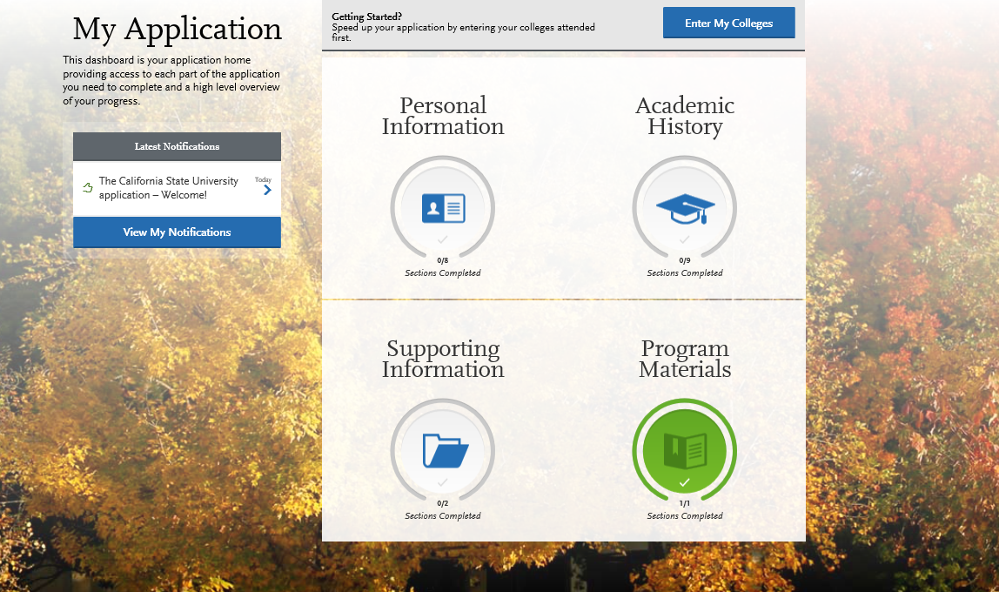 My Application
This dashboard is your application home
providing access to each part of the application
you need to complete and a high level overview
of your progress.
Latest Notifications
The California State University
application – Welcome!
Today
View My Notifications
Getting Started?
Speed up your application by entering your colleges attended
first.
Enter My Colleges
Personal
Information
0/8
Sections Completed
Academic
History
0/9
Sections Completed
Supporting
Information
0/2
Sections Completed
Program
Materials
1/1
Sections Completed